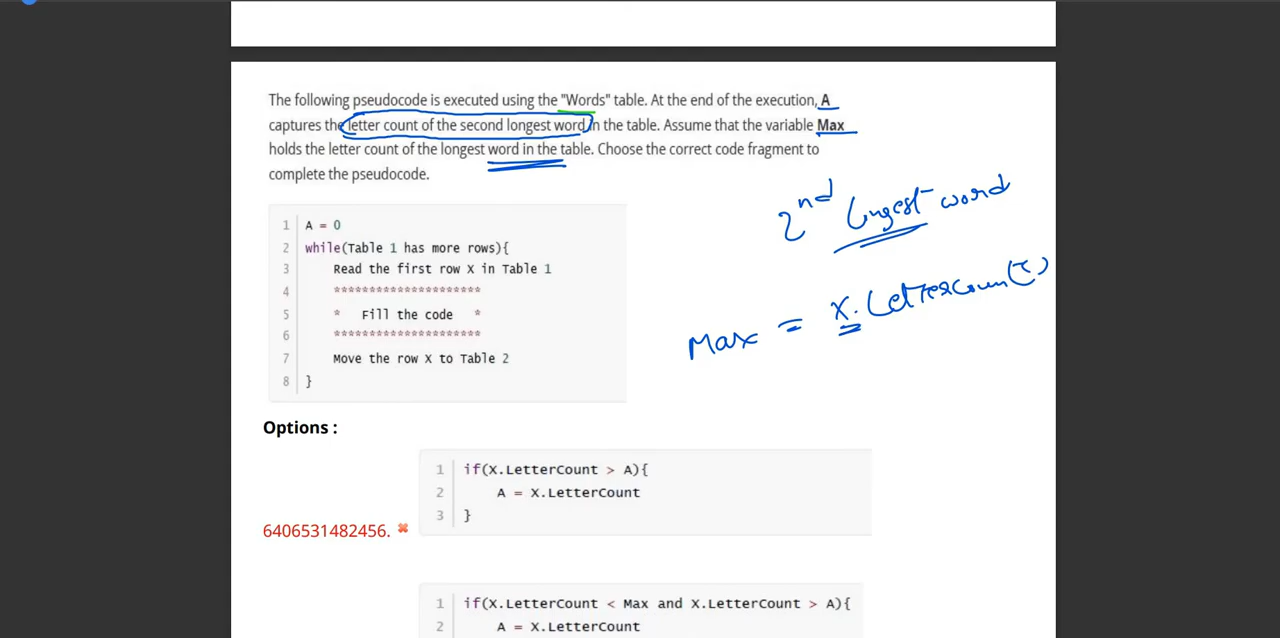 The following pseudocode is executed using the "Words" table. At the end of the execution, A
captures the letter count of the second longest word in the table. Assume that the variable Max
holds the letter count of the longest word in the table. Choose the correct code fragment to
complete the pseudocode.
2nd longest word
Max = X.LetterCount(I)
1 A = 0
2 while(Table 1 has more rows){
3 Read the first row X in Table 1
4 *********************
5 * Fill the code *
6 *********************
7 Move the row X to Table 2
8 }
Options :
1 if(X.LetterCount > A){
2 A = X.LetterCount
3 }
6406531482456. ✖
1 if(X.LetterCount < Max and X.LetterCount > A){
2 A = X.LetterCount